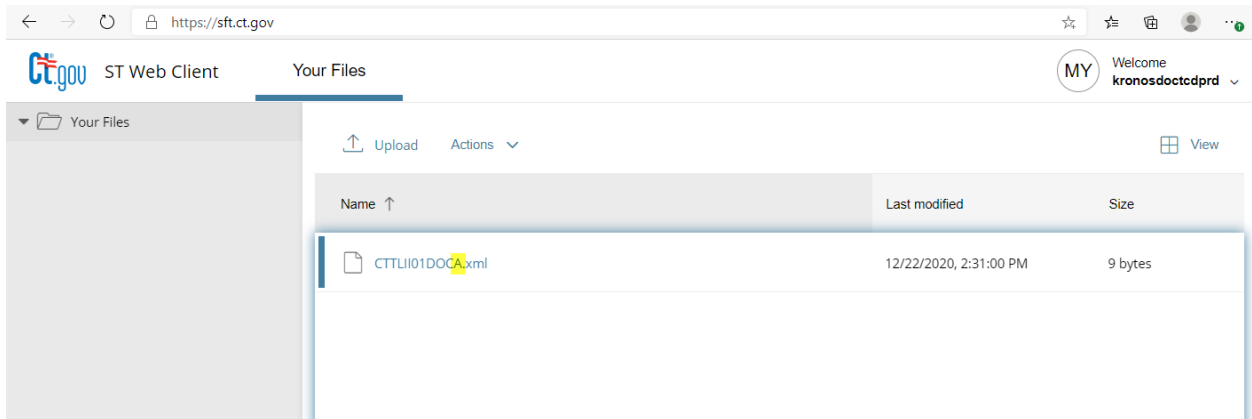 https://sft.ct.gov
Ct.gov ST Web Client Your Files MY Welcome
kronosdoctcdprd
Your Files
Upload Actions View
Name Last modified Size
CTTLII01DOCA.xml 12/22/2020, 2:31:00 PM 9 bytes